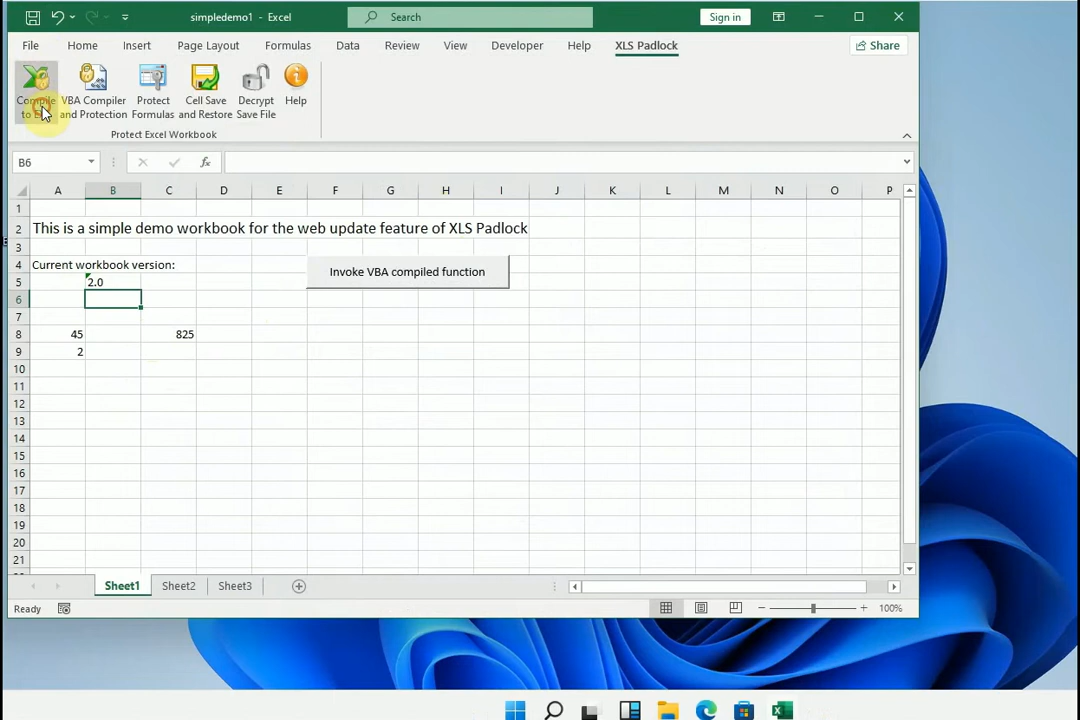 simpledemo1 - Excel
Search
Sign in
File Home Insert Page Layout Formulas Data Review View Developer Help XLS Padlock Share
Compile VBA Compiler Protect Cell Save Decrypt Help
and Protection Formulas and Restore Save File
Protect Excel Workbook
B6 fx
A B C D E F G H I J K L M N O P
1
2 This is a simple demo workbook for the web update feature of XLS Padlock
3
4 Current workbook version: Invoke VBA compiled function
5 2.0
6
7
8 45 825
9 2
10
11
12
13
14
15
16
17
18
19
20
21
Sheet1 Sheet2 Sheet3
Ready 100%